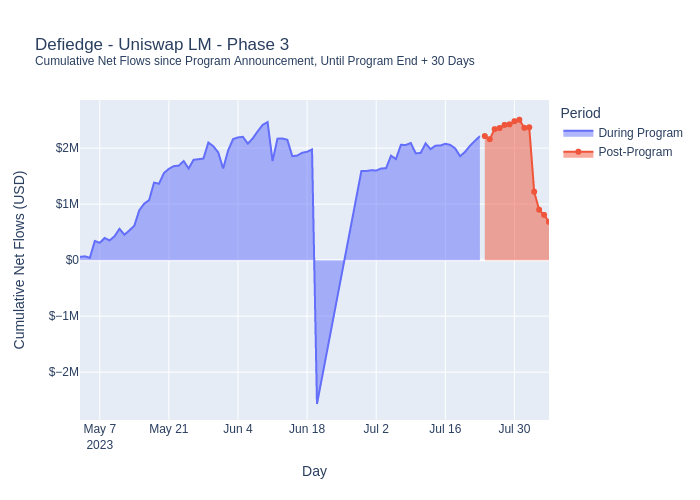 Defiedge - Uniswap LM - Phase 3
Cumulative Net Flows since Program Announcement, Until Program End + 30 Days
Period
During Program
Post-Program
Cumulative Net Flows (USD)
$2M
$1M
$0
$−1M
$−2M
May 7
2023
May 21
Jun 4
Jun 18
Jul 2
Jul 16
Jul 30
Day